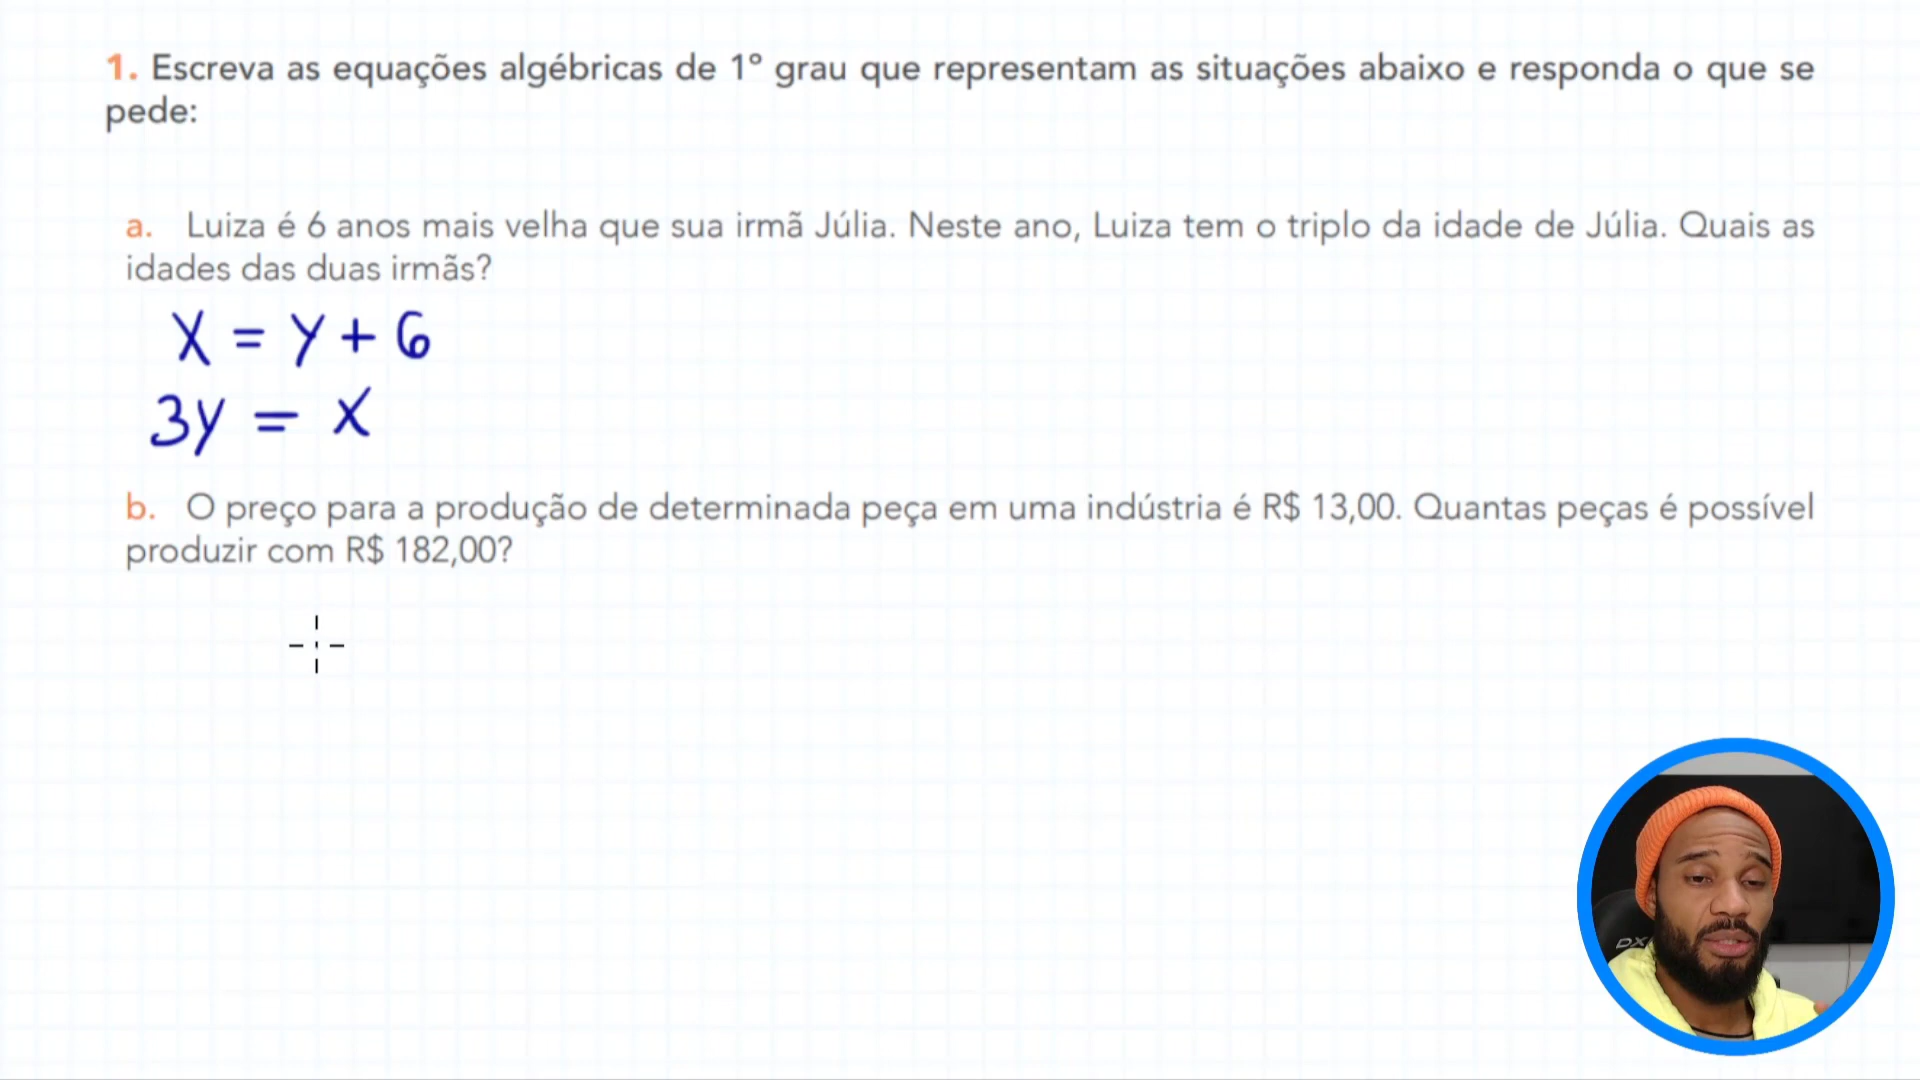 1. Escreva as equações algébricas de 1º grau que representam as situações abaixo e responda o que se
pede:
a. Luiza é 6 anos mais velha que sua irmã Júlia. Neste ano, Luiza tem o triplo da idade de Júlia. Quais as
idades das duas irmãs?
X = Y + 6
3Y = X
b. O preço para a produção de determinada peça em uma indústria é R$ 13,00. Quantas peças é possível
produzir com R$ 182,00?
DX